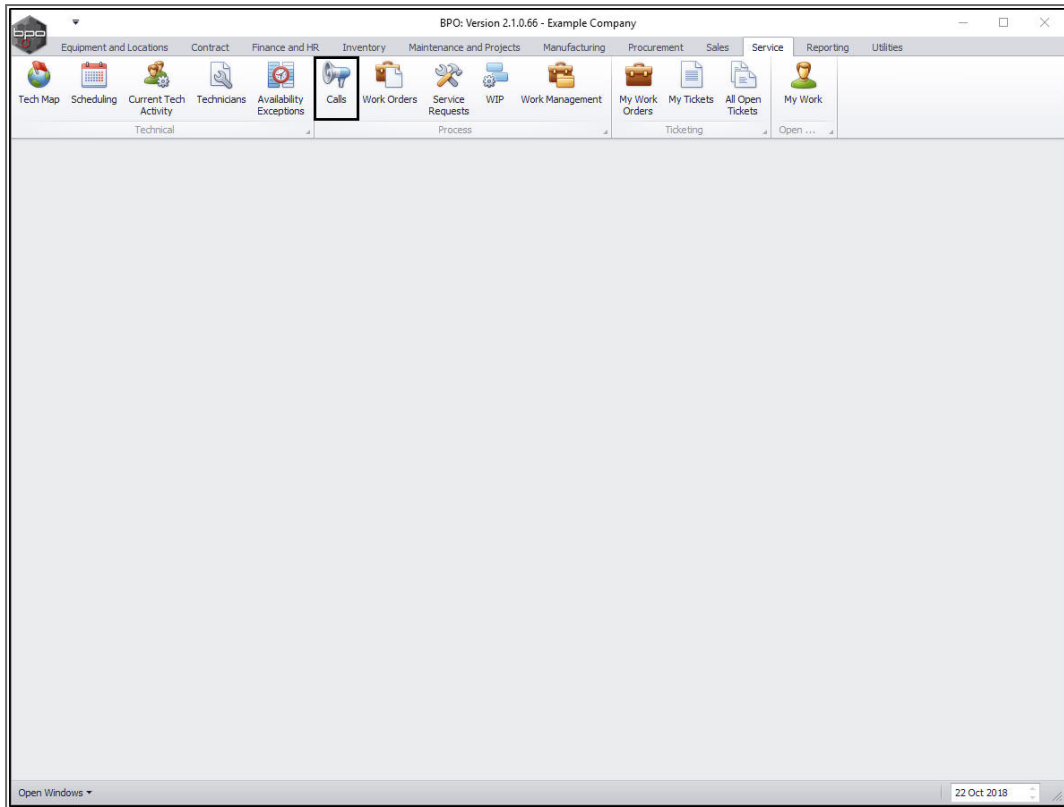 BPO: Version 2.1.0.66 - Example Company
bpo
Equipment and Locations Contract Finance and HR Inventory Maintenance and Projects Manufacturing Procurement Sales Service Reporting Utilities
Tech Map Scheduling Current Tech Activity Technicians Availability Exceptions Calls Work Orders Service Requests WIP Work Management My Work Orders My Tickets All Open Tickets My Work
Technical Process Ticketing Open ...
Open Windows 22 Oct 2018